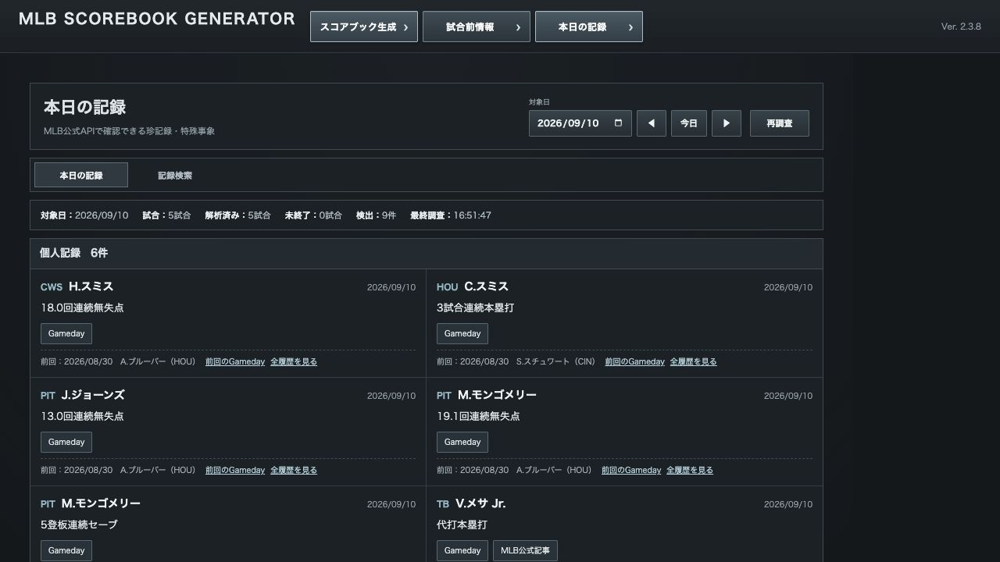 MLB SCOREBOOK GENERATOR
スコアブック生成 ›
試合前情報 ›
本日の記録 ›
Ver. 2.3.8
本日の記録
MLB公式APIで確認できる珍記録・特殊事象
対象日
2026/09/10
◀
今日
▶
再調査
本日の記録
記録検索
対象日：2026/09/10 試合：5試合 解析済み：5試合 未終了：0試合 検出：9件 最終調査：16:51:47
個人記録 6件
CWS H.スミス 2026/09/10
18.0回連続無失点
Gameday
前回：2026/08/30 A.ブルーバー（HOU） 前回のGameday 全履歴を見る
HOU C.スミス 2026/09/10
3試合連続本塁打
Gameday
前回：2026/08/30 S.スチュワート（CIN） 前回のGameday 全履歴を見る
PIT J.ジョーンズ 2026/09/10
13.0回連続無失点
Gameday
前回：2026/08/30 A.ブルーバー（HOU） 前回のGameday 全履歴を見る
PIT M.モンゴメリー 2026/09/10
19.1回連続無失点
Gameday
前回：2026/08/30 A.ブルーバー（HOU） 前回のGameday 全履歴を見る
PIT M.モンゴメリー 2026/09/10
5登板連続セーブ
Gameday
TB V.メサ Jr. 2026/09/10
代打本塁打
Gameday MLB公式記事